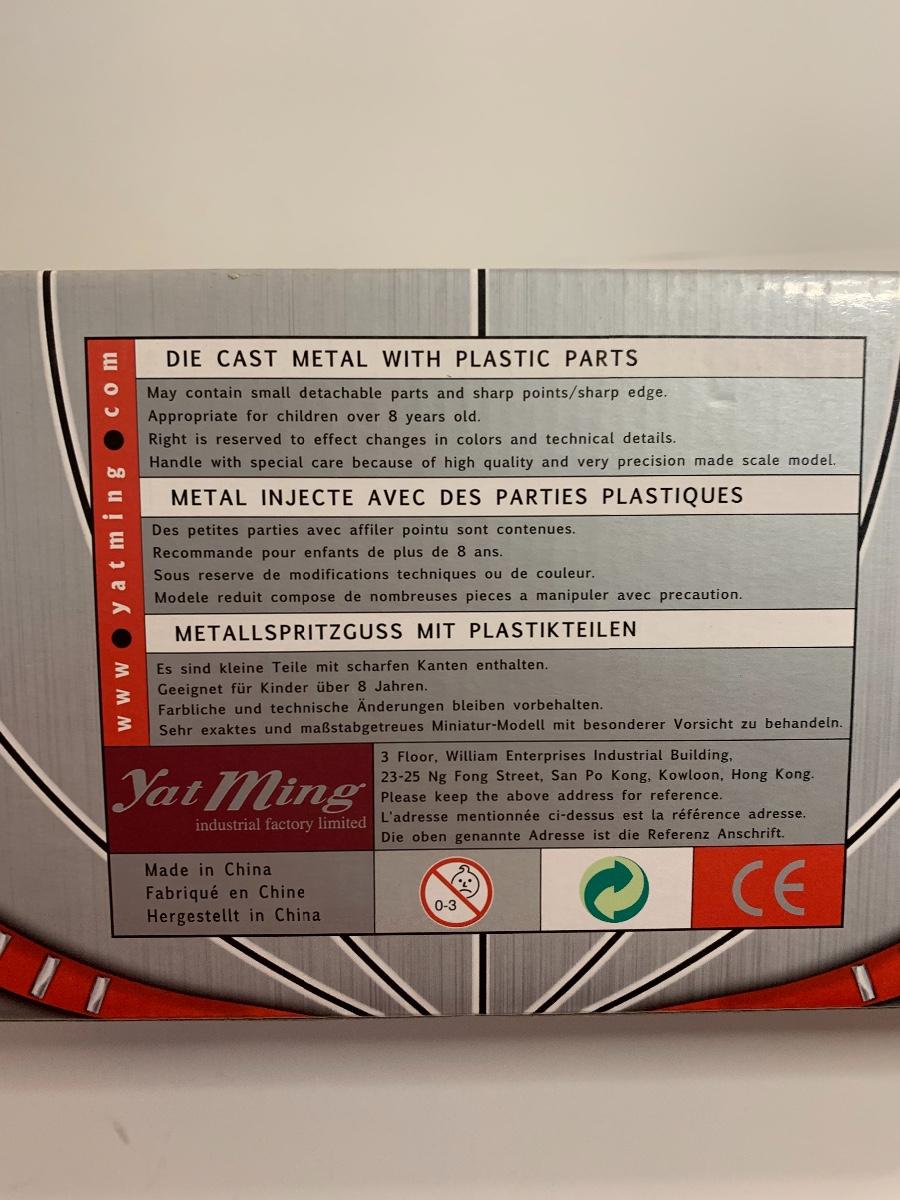 www●yatming●com
DIE CAST METAL WITH PLASTIC PARTS
May contain small detachable parts and sharp points/sharp edge.
Appropriate for children over 8 years old.
Right is reserved to effect changes in colors and technical details.
Handle with special care because of high quality and very precision made scale model.
METAL INJECTE AVEC DES PARTIES PLASTIQUES
Des petites parties avec affiler pointu sont contenues.
Recommande pour enfants de plus de 8 ans.
Sous reserve de modifications techniques ou de couleur.
Modele reduit compose de nombreuses pieces a manipuler avec precaution.
METALLSPRITZGUSS MIT PLASTIKTEILEN
Es sind kleine Teile mit scharfen Kanten enthalten.
Geeignet für Kinder über 8 Jahren.
Farbliche und technische Änderungen bleiben vorbehalten.
Sehr exaktes und maßstabgetreues Miniatur-Modell mit besonderer Vorsicht zu behandeln.
Yat Ming
industrial factory limited
3 Floor, William Enterprises Industrial Building,
23-25 Ng Fong Street, San Po Kong, Kowloon, Hong Kong.
Please keep the above address for reference.
L'adresse mentionnée ci-dessus est la référence adresse.
Die oben genannte Adresse ist die Referenz Anschrift.
Made in China
Fabriqué en Chine
Hergestellt in China
0-3
CE